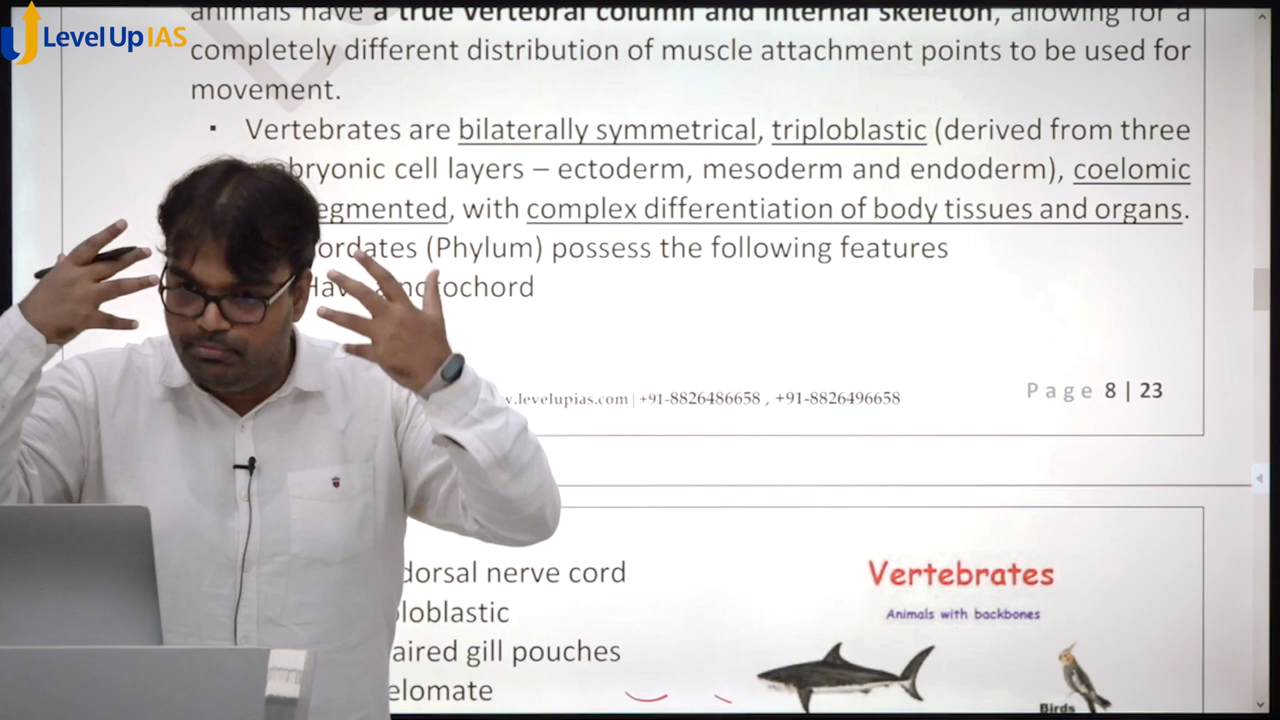 LevelUp IAS
animals have a true vertebral column and internal skeleton, allowing for a
completely different distribution of muscle attachment points to be used for
movement.
▪ Vertebrates are bilaterally symmetrical, triploblastic (derived from three
bryonic cell layers – ectoderm, mesoderm and endoderm), coelomic
egmented, with complex differentiation of body tissues and organs.
ordates (Phylum) possess the following features
Have a notochord
w.levelupias.com | +91-8826486658 , +91-8826496658
Page 8 | 23
dorsal nerve cord
loblastic
aired gill pouches
elomate
Vertebrates
Animals with backbones
Birds